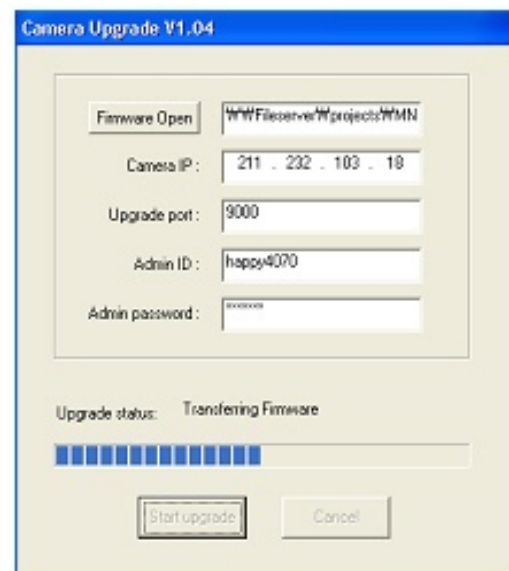 Camera Upgrade V1.04
Firmware Open ₩₩Fileserver₩projects₩MN
Camera IP : 211 . 232 . 103 . 18
Upgrade port : 9000
Admin ID : happy4070
Admin password : *******
Upgrade status: Transferring Firmware
Start upgrade Cancel